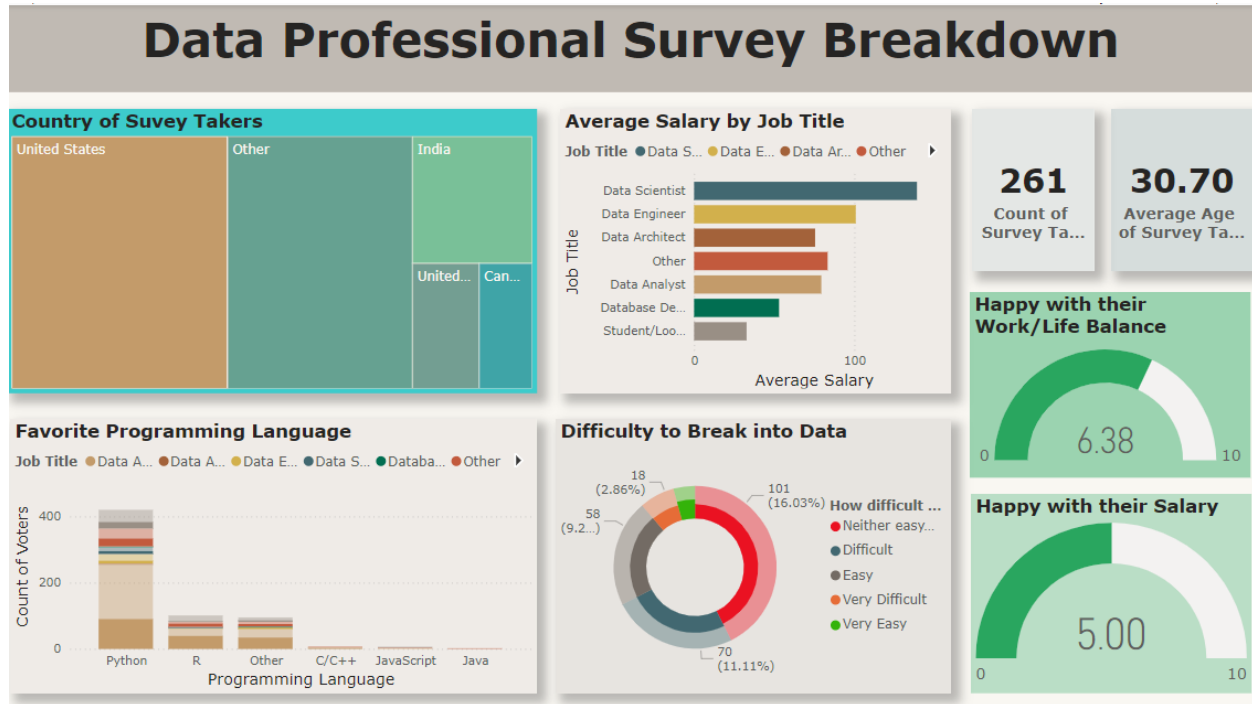 Data Professional Survey Breakdown
Country of Suvey Takers
United States
Other
India
United...
Can...
Average Salary by Job Title
Job Title Data S... Data E... Data Ar... Other
Job Title
Data Scientist
Data Engineer
Data Architect
Other
Data Analyst
Database De...
Student/Loo...
0 100
Average Salary
261
Count of
Survey Ta...
30.70
Average Age
of Survey Ta...
Happy with their
Work/Life Balance
6.38
0 10
Favorite Programming Language
Job Title Data A... Data A... Data E... Data S... Databa... Other
Count of Voters
400
200
0
Python R Other C/C++ JavaScript Java
Programming Language
Difficulty to Break into Data
18
(2.86%)
101
(16.03%)
58
(9.2...)
70
(11.11%)
How difficult ...
Neither easy...
Difficult
Easy
Very Difficult
Very Easy
Happy with their Salary
5.00
0 10